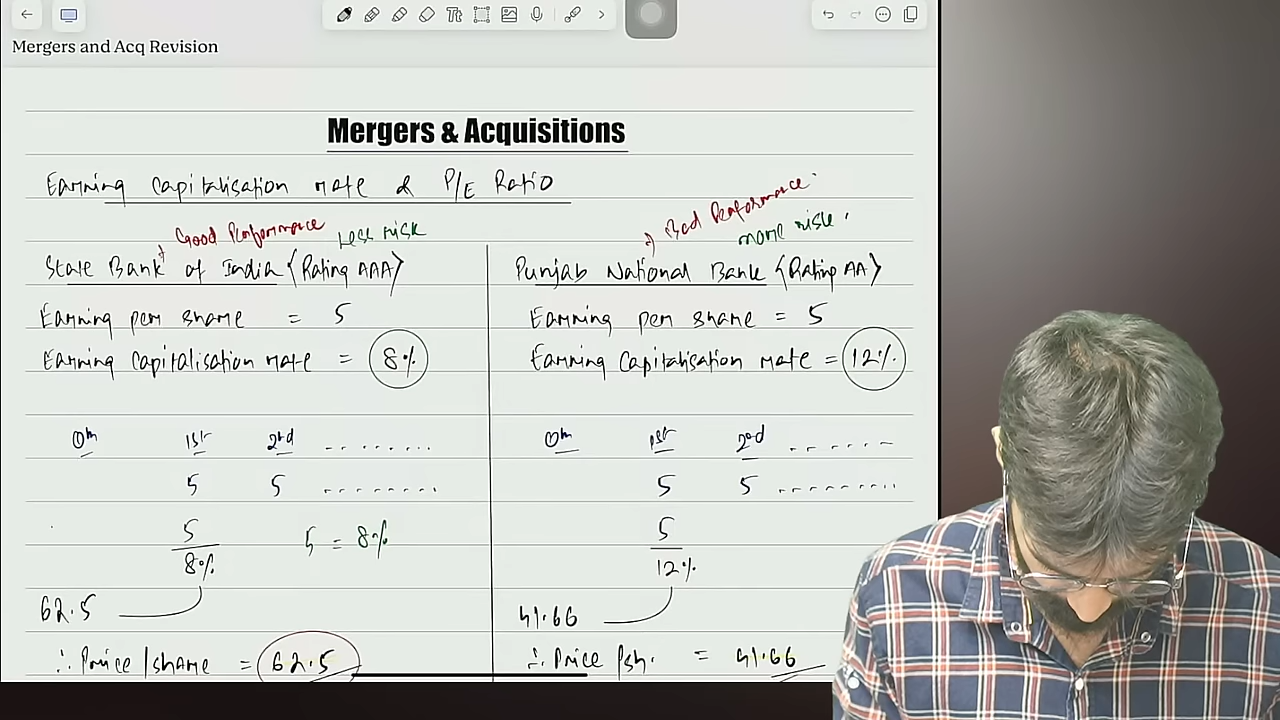 Mergers and Acq Revision
Mergers & Acquisitions
Earning Capitalisation rate & P/E Ratio
Good Performance
Less risk
State Bank of India {Rating AAA}
Earning per share = 5
Earning Capitalisation rate = 8%
0th 1st 2nd ........
5 5 ........
5
8%
5 = 8%
62.5
∴ Price /share = 62.5
Bad Performance
more risk.
Punjab National Bank {Rating AA}
Earning per share = 5
Earning Capitalisation rate = 12%
0th 1st 2nd ........
5 5 ........
5
12%
41.66
∴ Price /sh. = 41.66